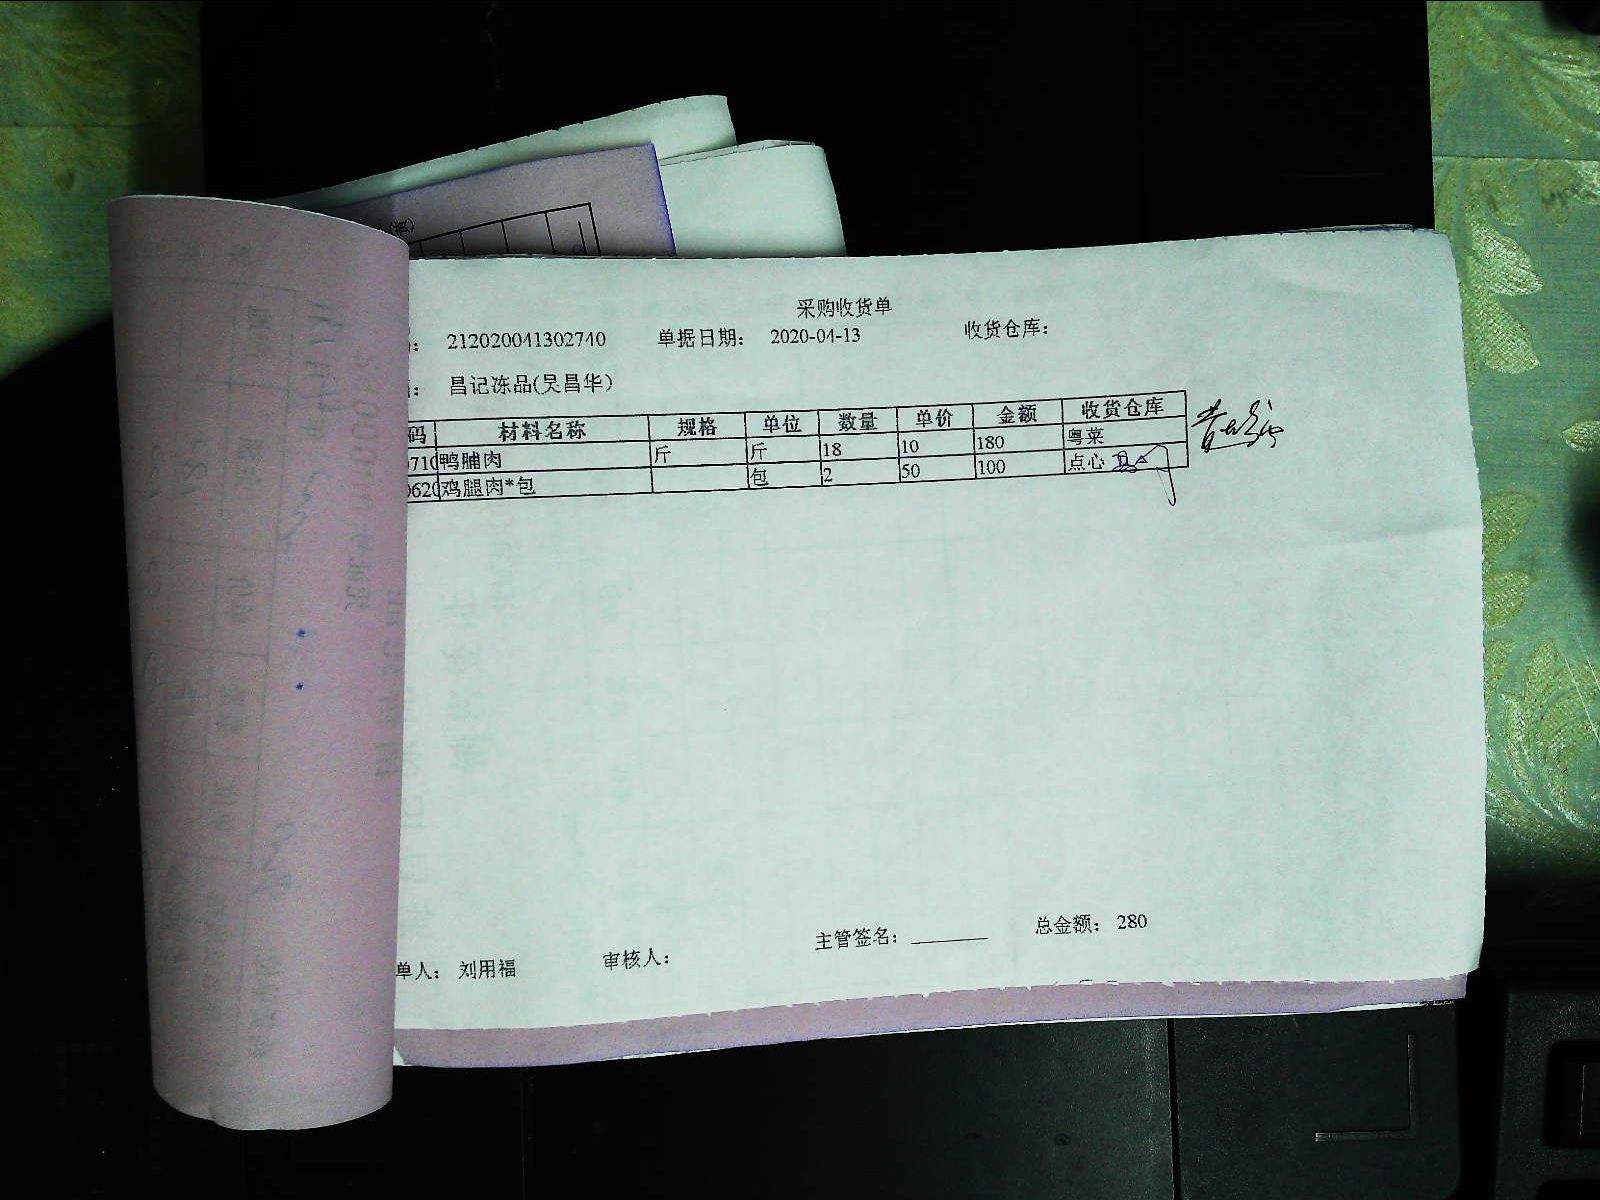 采购收货单
: 212020041302710 单据日期: 2020-04-13 收货仓库:
: 昌记冻品(吴昌华)
码 材料名称 规格 单位 数量 单价 金额 收货仓库
0710 鸭脯肉 斤 斤 18 10 180 粤菜
0620 鸡腿肉*包 包 2 50 100 点心
主管签名: 总金额: 280
单人: 刘用福 审核人: